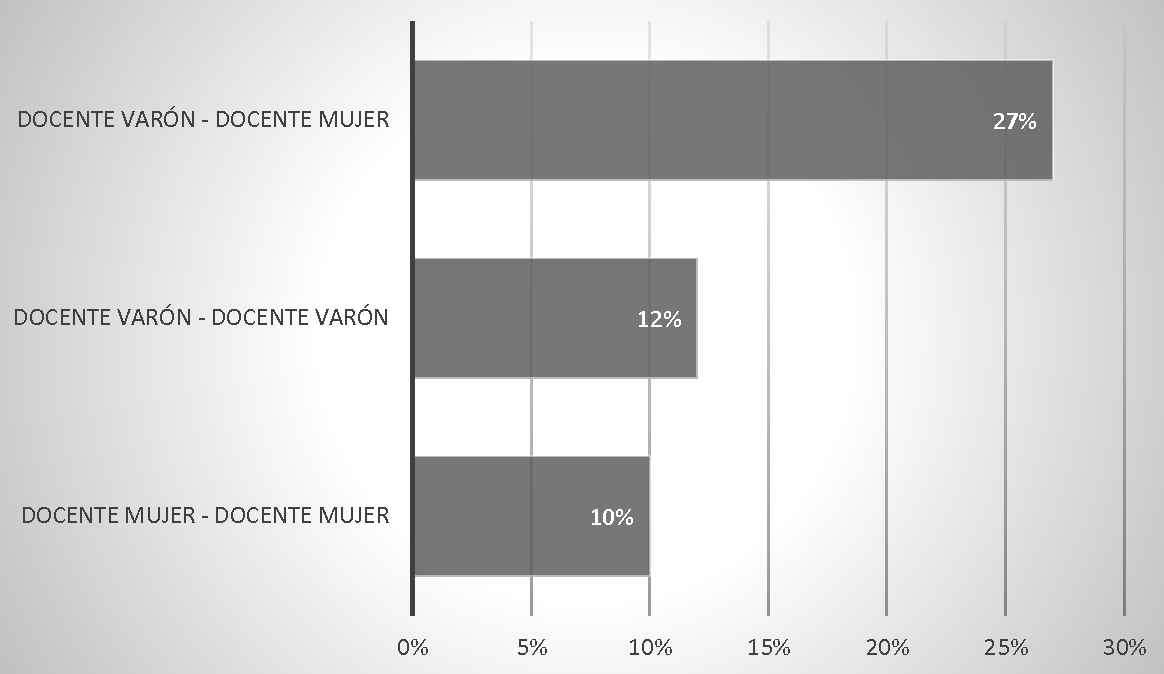 DOCENTE VARÓN - DOCENTE MUJER
27%
DOCENTE VARÓN - DOCENTE VARÓN
12%
DOCENTE MUJER - DOCENTE MUJER
10%
0% 5% 10% 15% 20% 25% 30%